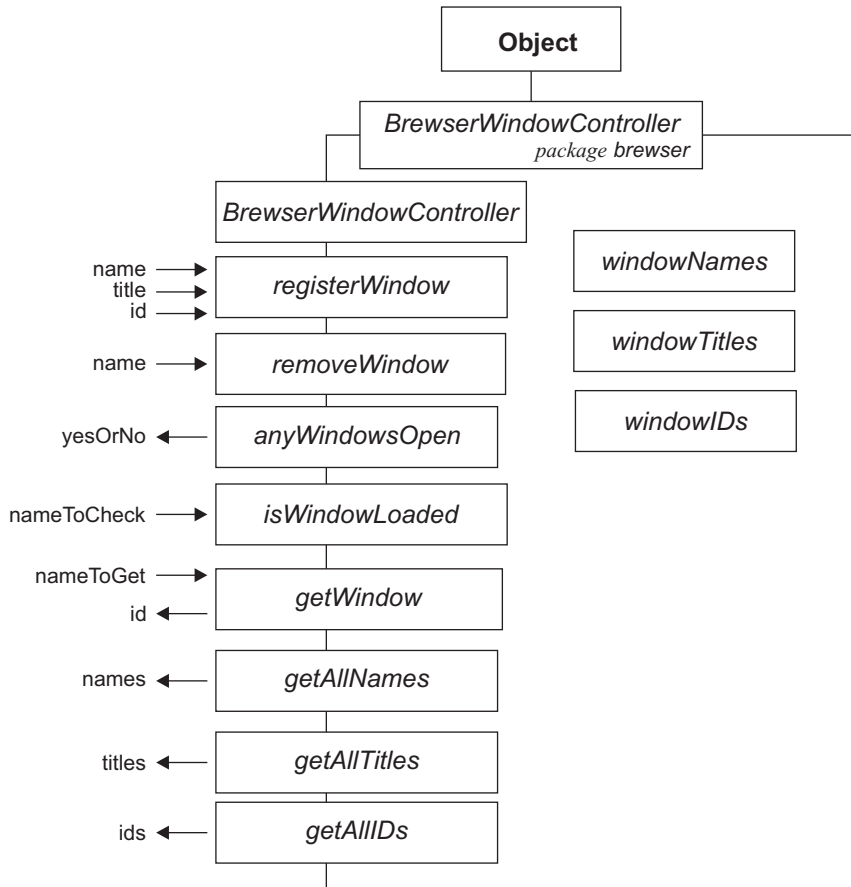 Object
BrewserWindowController
package brewser
BrewserWindowController
name
title
id
registerWindow
windowNames
name
removeWindow
windowTitles
yesOrNo
anyWindowsOpen
windowIDs
nameToCheck
isWindowLoaded
nameToGet
id
getWindow
names
getAllNames
titles
getAllTitles
ids
getAllIDs